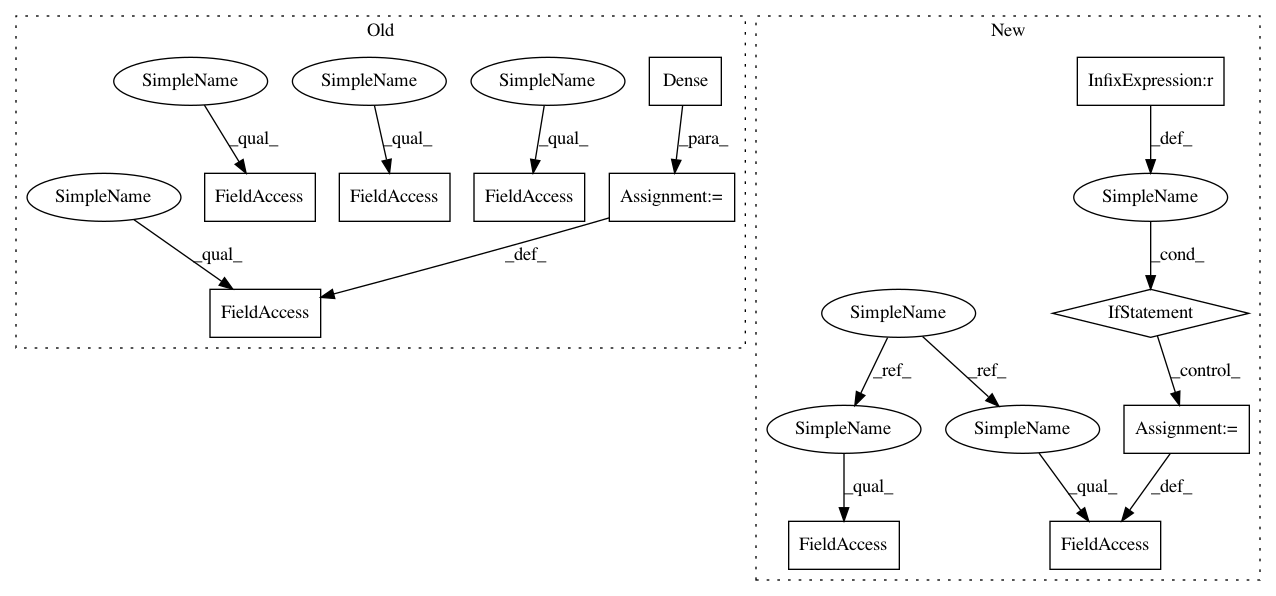 Old
New
SimpleName
SimpleName
SimpleName
Dense
InfixExpression:r
_qual_
_qual_
_qual_
_para_
_def_
SimpleName
FieldAccess
FieldAccess
FieldAccess
Assignment:=
SimpleName
_qual_
_def_
_cond_
FieldAccess
SimpleName
IfStatement
_ref_
_ref_
_control_
SimpleName
SimpleName
Assignment:=
_qual_
_qual_
_def_
FieldAccess
FieldAccess